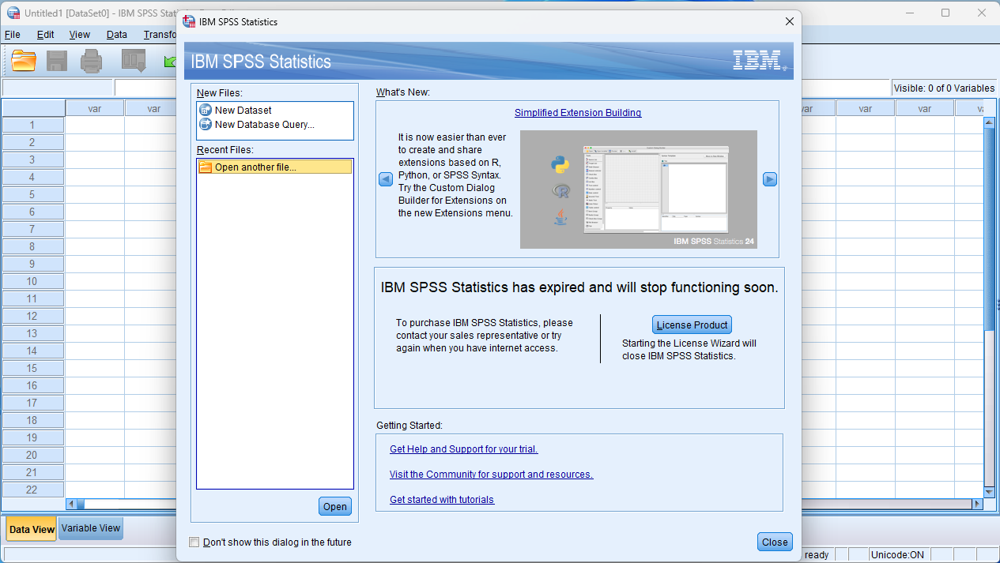 Untitled1 [DataSet0] - IBM SPSS
IBM SPSS Statistics
File Edit View Data
IBM SPSS Statistics
IBM
Visible: 0 of 0 Variables
New Files:
New Dataset
New Database Query...
Recent Files:
Open another file...
Open
What's New:
Simplified Extension Building
It is now easier than ever
to create and share
extensions based on R,
Python, or SPSS Syntax.
Try the Custom Dialog
Builder for Extensions on
the new Extensions menu.
IBM SPSS Statistics 24
IBM SPSS Statistics has expired and will stop functioning soon.
To purchase IBM SPSS Statistics, please
contact your sales representative or try
again when you have internet access.
License Product
Starting the License Wizard will
close IBM SPSS Statistics.
Getting Started:
Get Help and Support for your trial.
Visit the Community for support and resources.
Get started with tutorials
Don't show this dialog in the future
Close
var var var var var
1
2
3
4
5
6
7
8
9
10
11
12
13
14
15
16
17
18
19
20
21
22
Data View Variable View
ready Unicode:ON